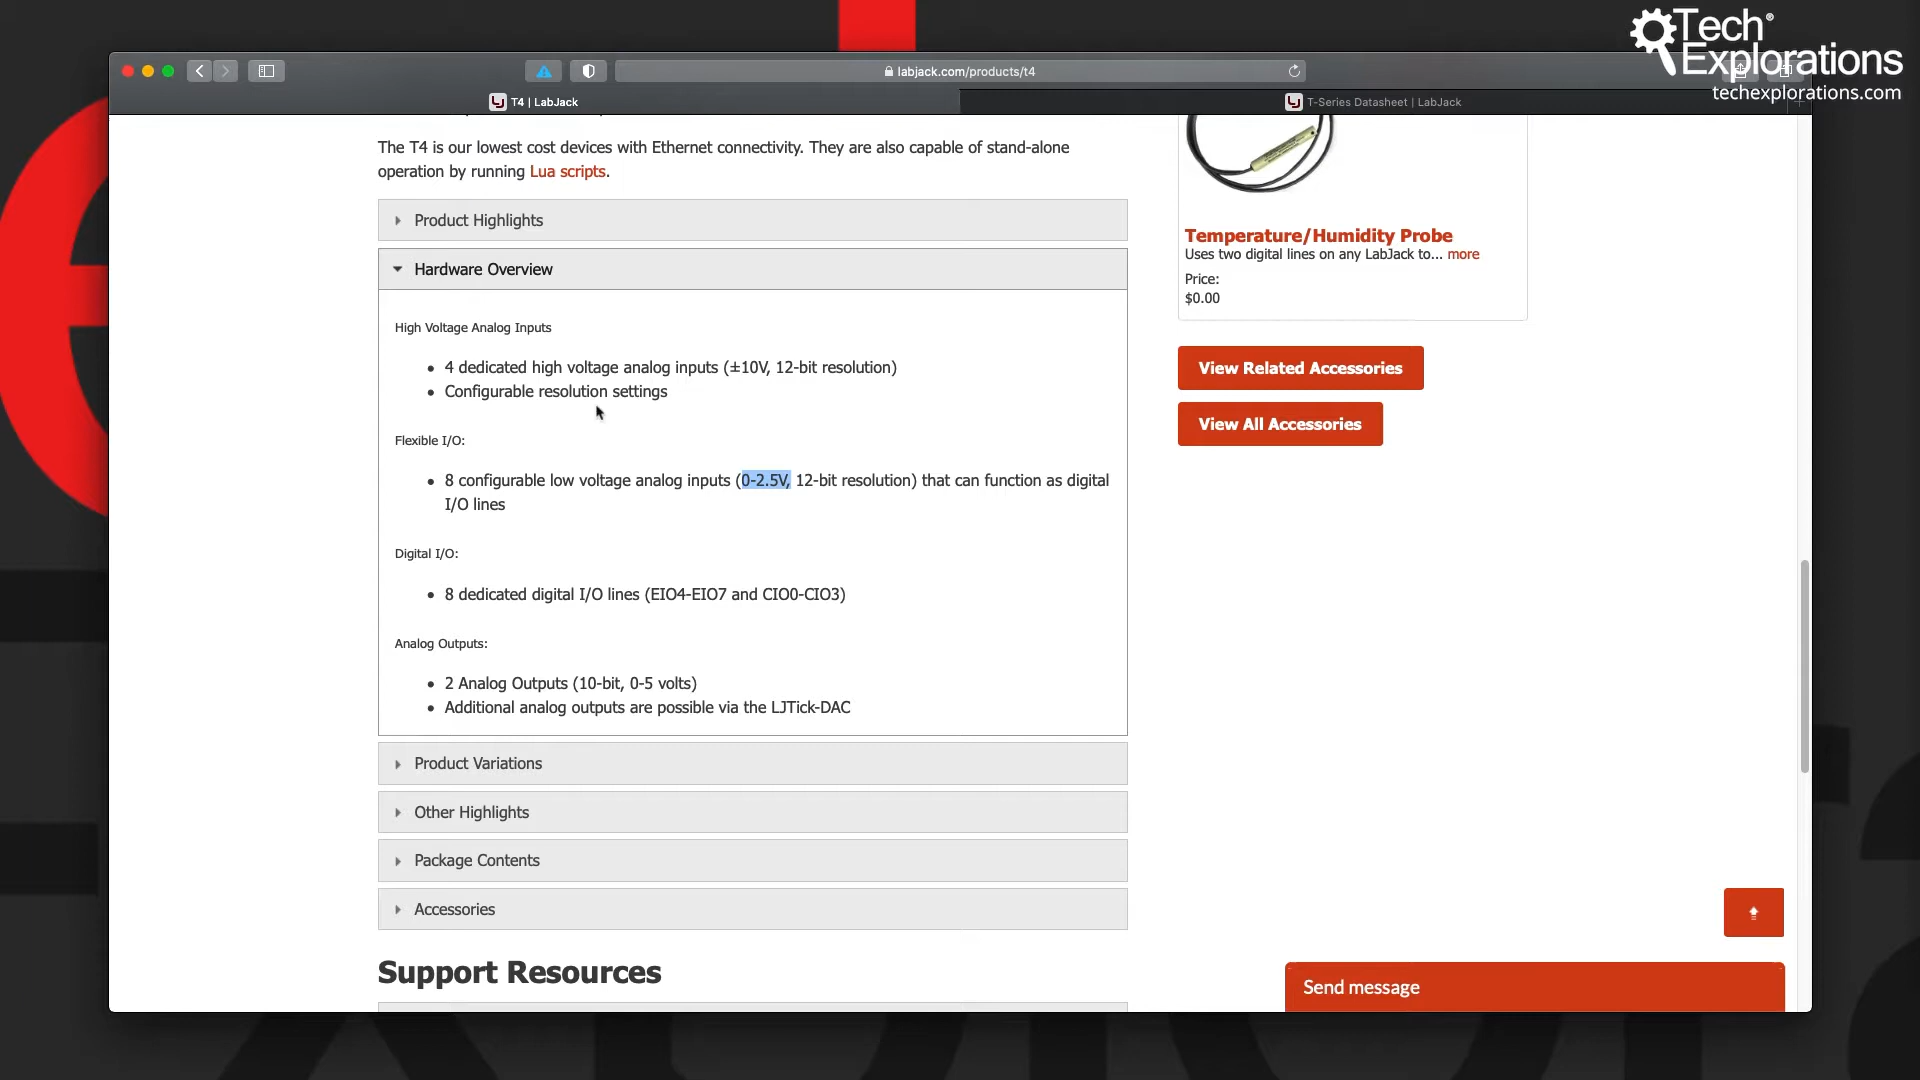 Tech®
Explorations
techexplorations.com
labjack.com/products/t4
T4 | LabJack
T-Series Datasheet | LabJack
The T4 is our lowest cost devices with Ethernet connectivity. They are also capable of stand-alone
operation by running Lua scripts.
Product Highlights
Hardware Overview
High Voltage Analog Inputs
• 4 dedicated high voltage analog inputs (±10V, 12-bit resolution)
• Configurable resolution settings
Flexible I/O:
• 8 configurable low voltage analog inputs (0-2.5V, 12-bit resolution) that can function as digital
I/O lines
Digital I/O:
• 8 dedicated digital I/O lines (EIO4-EIO7 and CIO0-CIO3)
Analog Outputs:
• 2 Analog Outputs (10-bit, 0-5 volts)
• Additional analog outputs are possible via the LJTick-DAC
Product Variations
Other Highlights
Package Contents
Accessories
Support Resources
Temperature/Humidity Probe
Uses two digital lines on any LabJack to... more
Price:
$0.00
View Related Accessories
View All Accessories
Send message